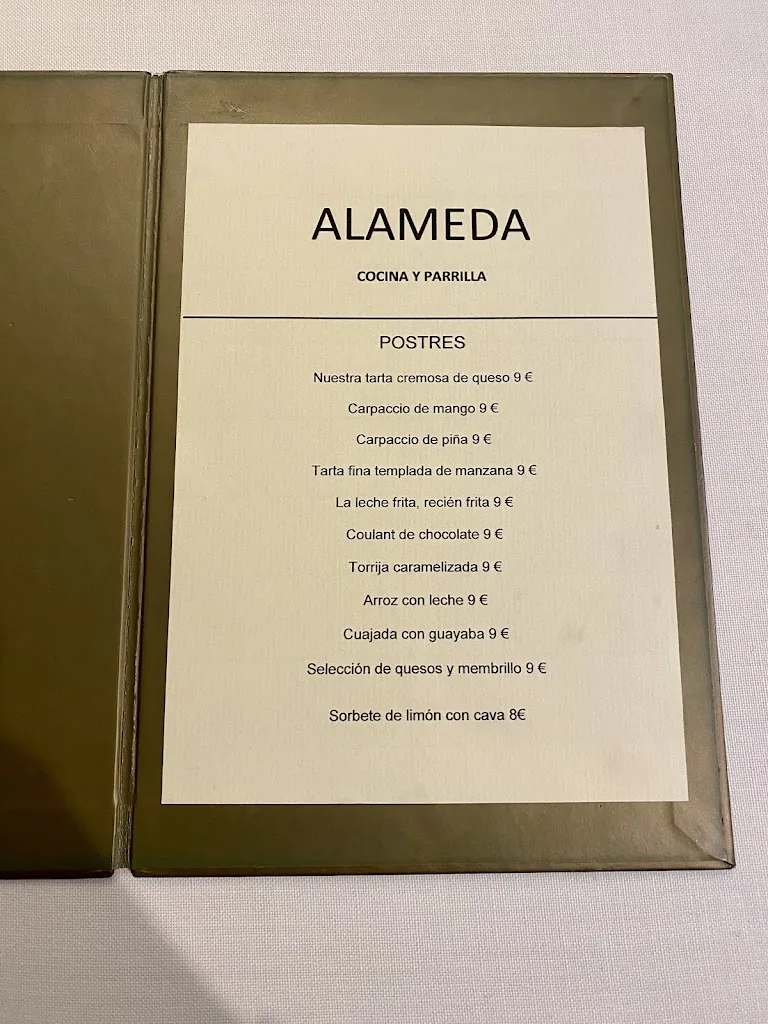 ALAMEDA
COCINA Y PARRILLA
POSTRES
Nuestra tarta cremosa de queso 9 €
Carpaccio de mango 9 €
Carpaccio de piña 9 €
Tarta fina templada de manzana 9 €
La leche frita, recién frita 9 €
Coulant de chocolate 9 €
Torrija caramelizada 9 €
Arroz con leche 9 €
Cuajada con guayaba 9 €
Selección de quesos y membrillo 9 €
Sorbete de limón con cava 8€